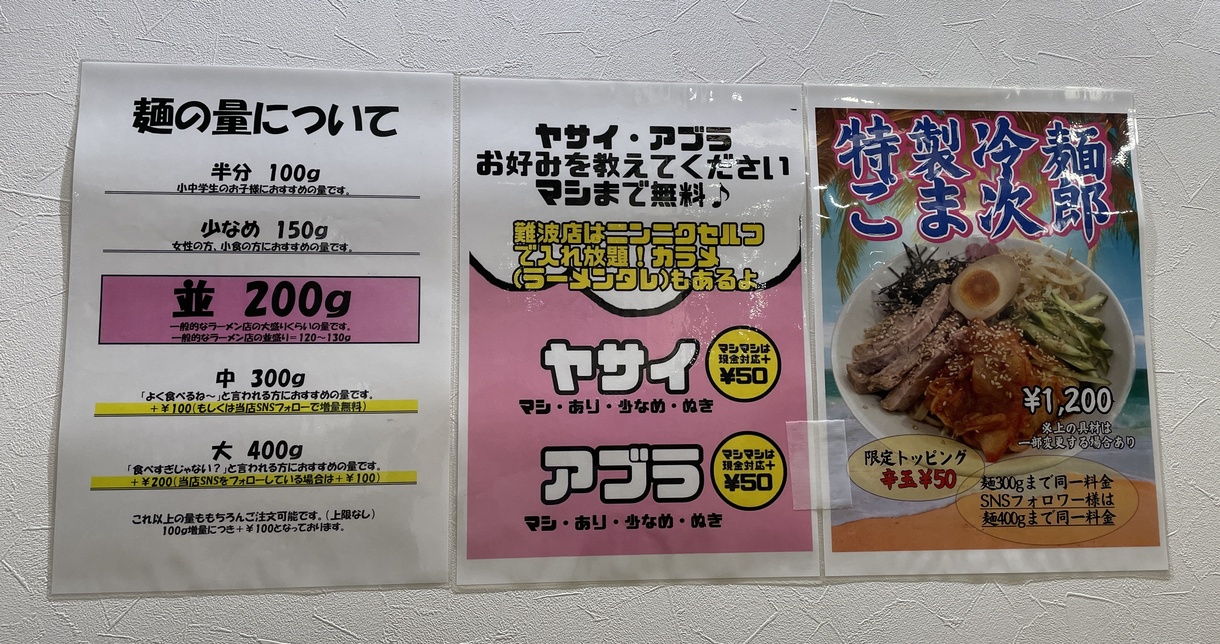 麺の量について
半分 100g
小中学生のお子様におすすめの量です。
少なめ 150g
女性の方、小食の方におすすめの量です。
並 200g
一般的なラーメン店の大盛りくらいの量です。
一般的なラーメン店の並盛り=120〜130g
中 300g
「よく食べるね〜」と言われる方におすすめの量です。
+¥100(もしくは当店SNSフォローで増量無料)
大 400g
「食べすぎじゃない?」と言われる方におすすめの量です。
+¥200(当店SNSをフォローしている場合は+¥100)
これ以上の量ももちろんご注文可能です。(上限なし)
100g増量につき+¥100となっております。
ヤサイ・アブラ
お好みを教えてください
マシまで無料♪
難波店はニンニクセルフ
で入れ放題!カラメ
(ラーメンタレ)もあるよ
ヤサイ
マシマシは
現金対応+
¥50
マシ・あり・少なめ・ぬき
アブラ
マシマシは
現金対応+
¥50
マシ・あり・少なめ・ぬき
特製冷麺
ごま次郎
¥1,200
※上の具材は
一部変更する場合あり
限定トッピング
辛玉¥50
麺300gまで同一料金
SNSフォロワー様は
麺400gまで同一料金